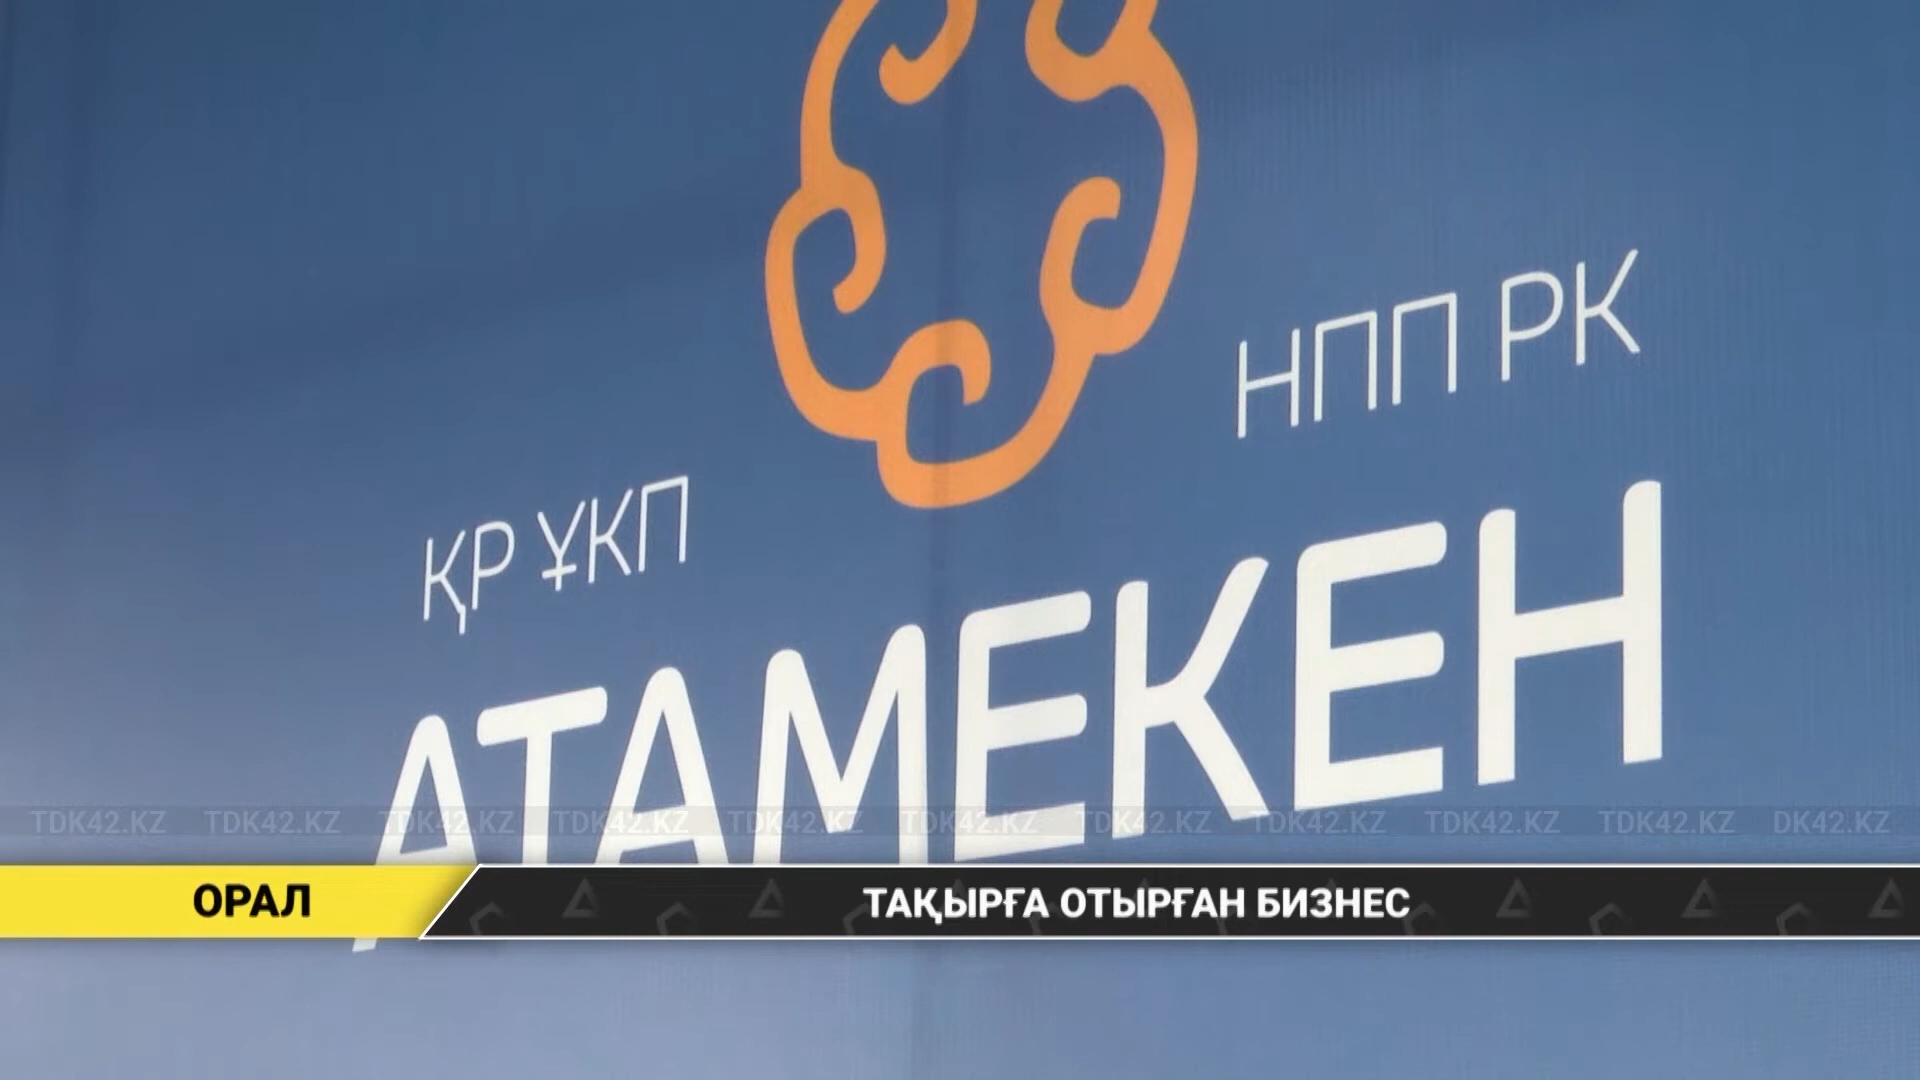 НПП РК
ҚР ҰКП
АТАМЕКЕН
TDK42.KZ TDK42.KZ TDK42.KZ TDK42.KZ TDK42.KZ TDK42.KZ TDK42.KZ TDK42.KZ TDK42.KZ TDK42.KZ DK42.KZ
ОРАЛ
ТАҚЫРҒА ОТЫРҒАН БИЗНЕС